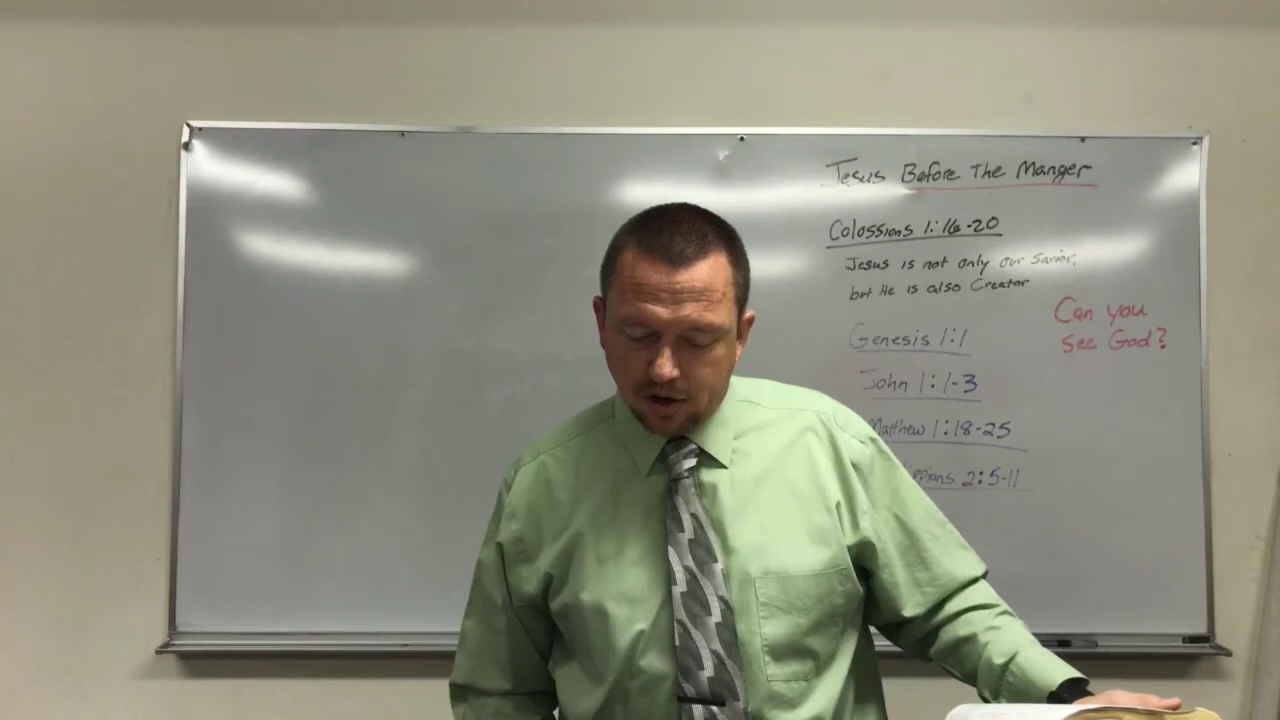 Jesus Before The Manger
Colossians 1:16-20
Jesus is not only our Savior,
but He is also Creator
Can you
see God?
Genesis 1:1
John 1:1-3
Matthew 1:18-25
ippians 2:5-11